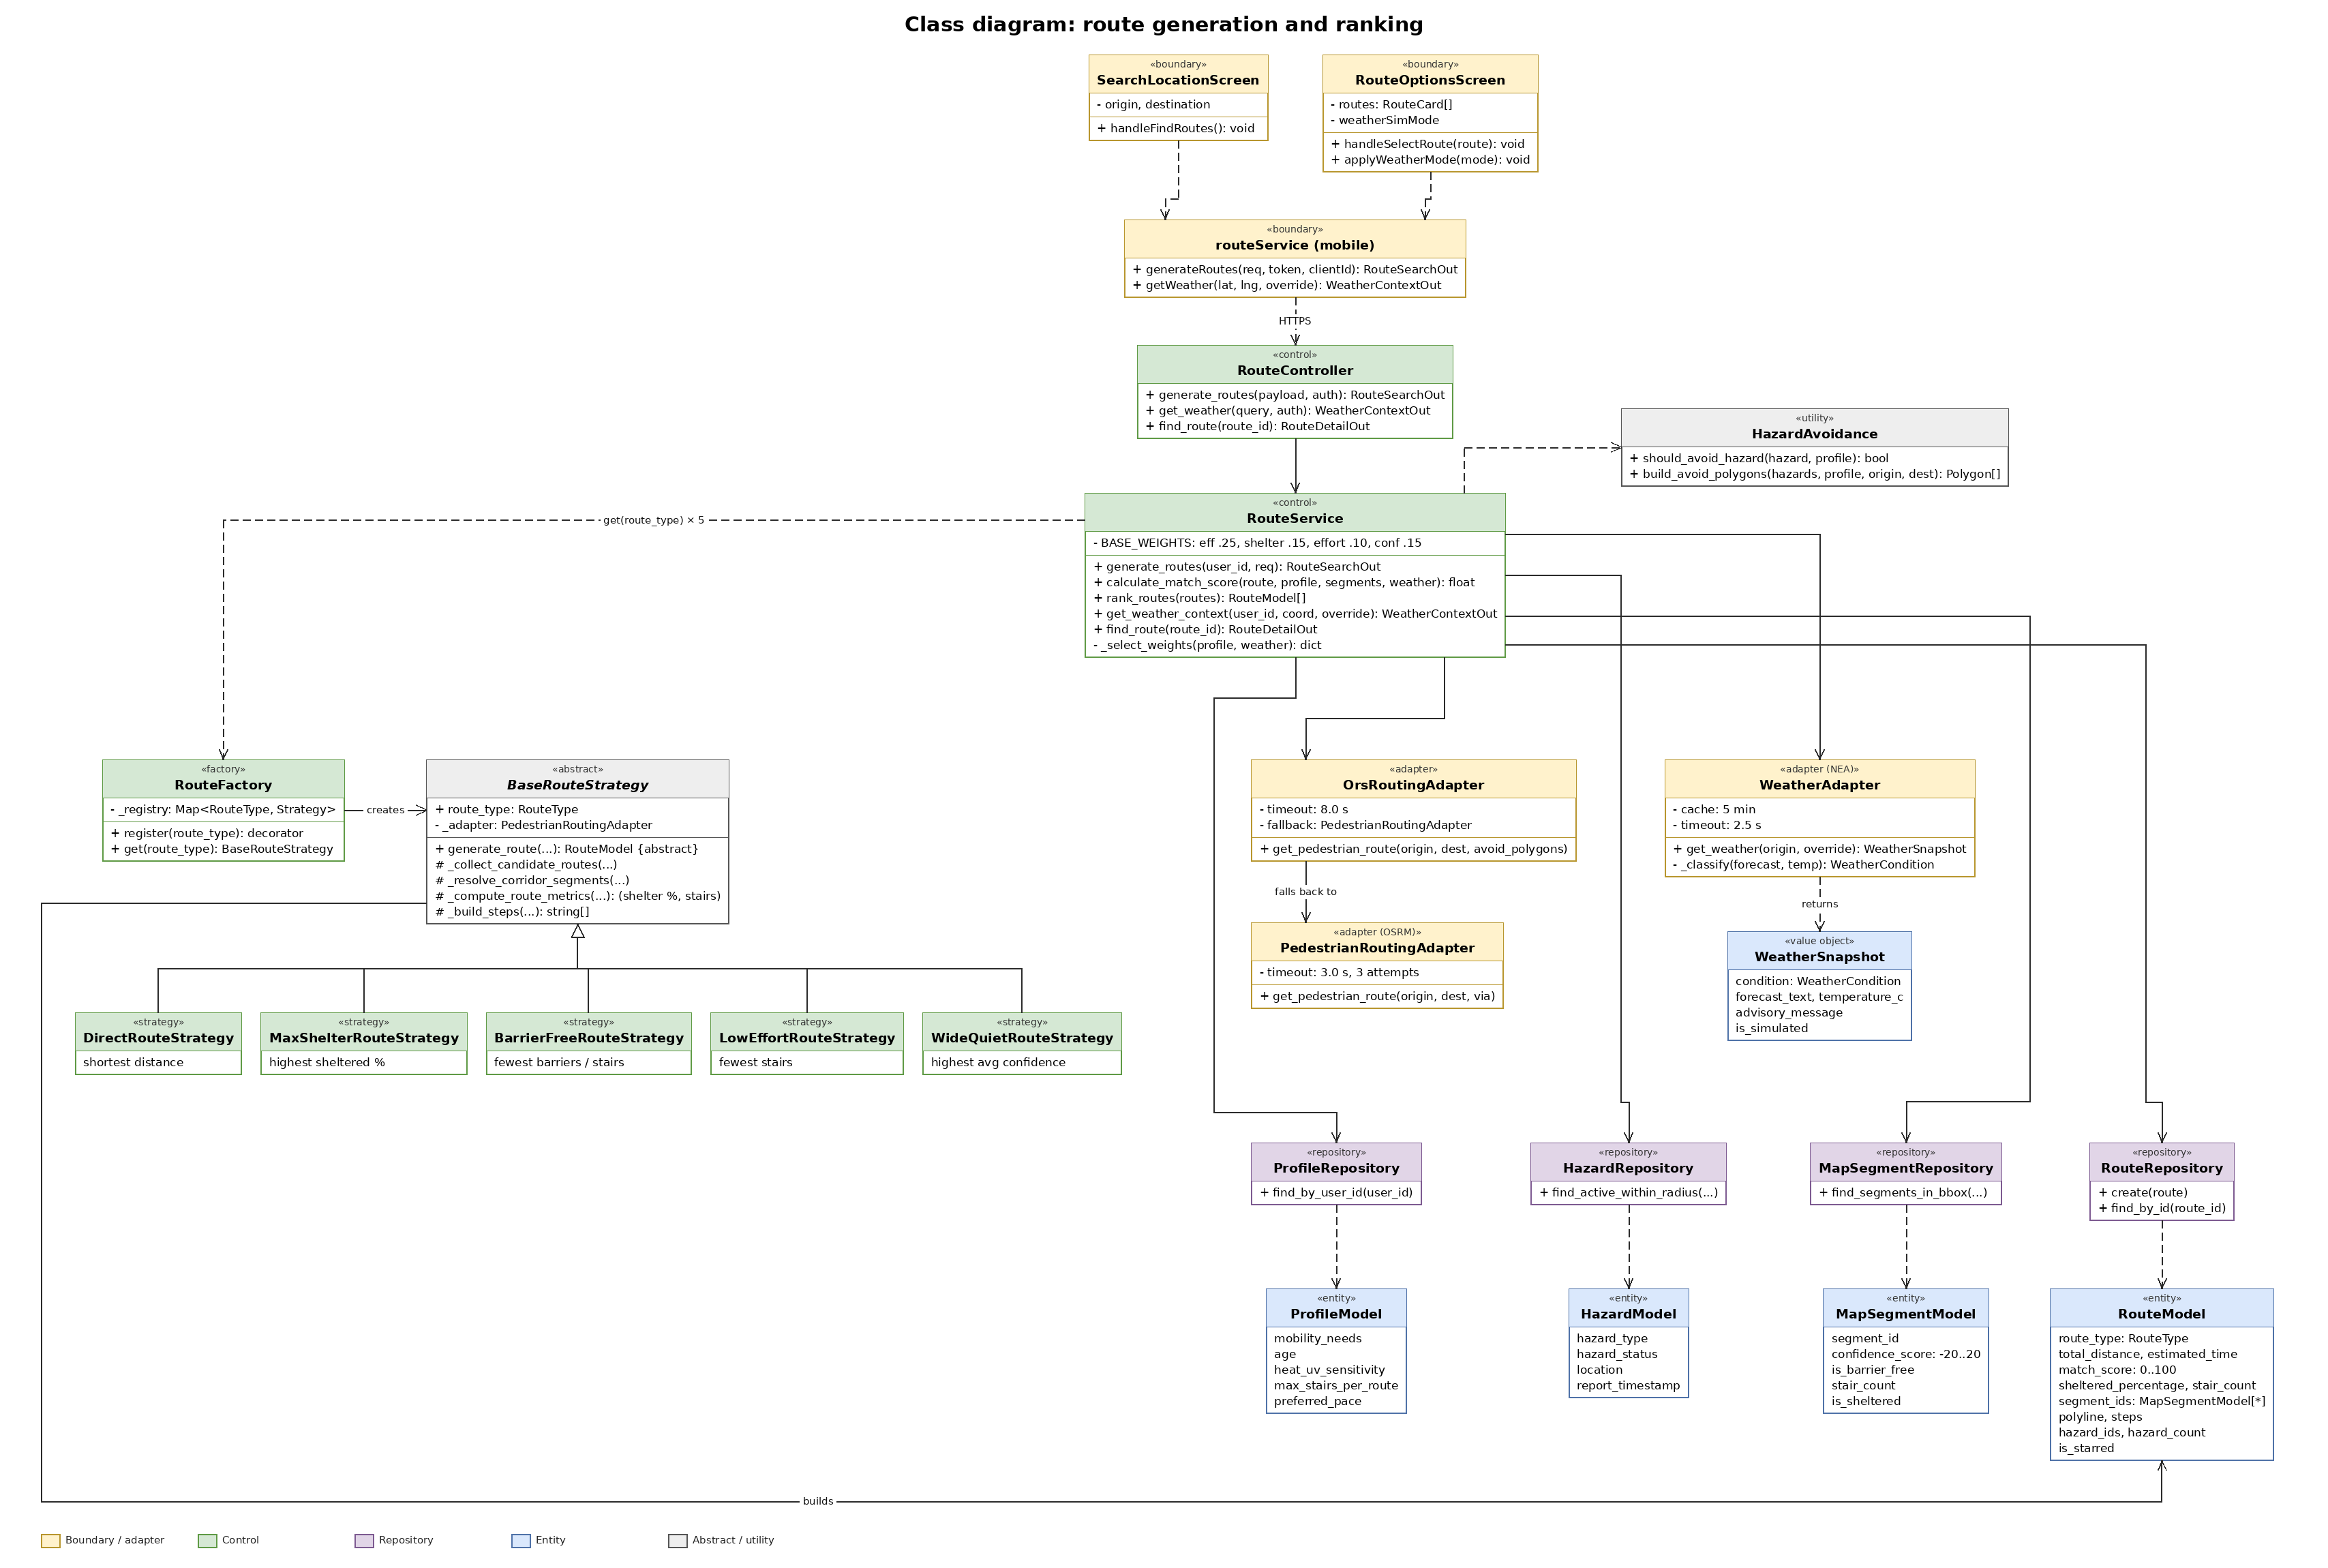 Class diagram: route generation and ranking
«boundary»
SearchLocationScreen
- origin, destination
+ handleFindRoutes(): void
«boundary»
RouteOptionsScreen
- routes: RouteCard[]
- weatherSimMode
+ handleSelectRoute(route): void
+ applyWeatherMode(mode): void
«boundary»
routeService (mobile)
+ generateRoutes(req, token, clientId): RouteSearchOut
+ getWeather(lat, lng, override): WeatherContextOut
HTTPS
«control»
RouteController
+ generate_routes(payload, auth): RouteSearchOut
+ get_weather(query, auth): WeatherContextOut
+ find_route(route_id): RouteDetailOut
«utility»
HazardAvoidance
+ should_avoid_hazard(hazard, profile): bool
+ build_avoid_polygons(hazards, profile, origin, dest): Polygon[]
«control»
RouteService
- BASE_WEIGHTS: eff .25, shelter .15, effort .10, conf .15
+ generate_routes(user_id, req): RouteSearchOut
+ calculate_match_score(route, profile, segments, weather): float
+ rank_routes(routes): RouteModel[]
+ get_weather_context(user_id, coord, override): WeatherContextOut
+ find_route(route_id): RouteDetailOut
- _select_weights(profile, weather): dict
get(route_type) × 5
«factory»
RouteFactory
- _registry: Map<RouteType, Strategy>
+ register(route_type): decorator
+ get(route_type): BaseRouteStrategy
creates
«abstract»
BaseRouteStrategy
+ route_type: RouteType
- _adapter: PedestrianRoutingAdapter
+ generate_route(...): RouteModel {abstract}
# _collect_candidate_routes(...)
# _resolve_corridor_segments(...)
# _compute_route_metrics(...): (shelter %, stairs)
# _build_steps(...): string[]
«adapter»
OrsRoutingAdapter
- timeout: 8.0 s
- fallback: PedestrianRoutingAdapter
+ get_pedestrian_route(origin, dest, avoid_polygons)
falls back to
«adapter (OSRM)»
PedestrianRoutingAdapter
- timeout: 3.0 s, 3 attempts
+ get_pedestrian_route(origin, dest, via)
«adapter (NEA)»
WeatherAdapter
- cache: 5 min
- timeout: 2.5 s
+ get_weather(origin, override): WeatherSnapshot
- _classify(forecast, temp): WeatherCondition
returns
«value object»
WeatherSnapshot
condition: WeatherCondition
forecast_text, temperature_c
advisory_message
is_simulated
«strategy»
DirectRouteStrategy
shortest distance
«strategy»
MaxShelterRouteStrategy
highest sheltered %
«strategy»
BarrierFreeRouteStrategy
fewest barriers / stairs
«strategy»
LowEffortRouteStrategy
fewest stairs
«strategy»
WideQuietRouteStrategy
highest avg confidence
«repository»
ProfileRepository
+ find_by_user_id(user_id)
«repository»
HazardRepository
+ find_active_within_radius(...)
«repository»
MapSegmentRepository
+ find_segments_in_bbox(...)
«repository»
RouteRepository
+ create(route)
+ find_by_id(route_id)
«entity»
ProfileModel
mobility_needs
age
heat_uv_sensitivity
max_stairs_per_route
preferred_pace
«entity»
HazardModel
hazard_type
hazard_status
location
report_timestamp
«entity»
MapSegmentModel
segment_id
confidence_score: -20..20
is_barrier_free
stair_count
is_sheltered
«entity»
RouteModel
route_type: RouteType
total_distance, estimated_time
match_score: 0..100
sheltered_percentage, stair_count
segment_ids: MapSegmentModel[*]
polyline, steps
hazard_ids, hazard_count
is_starred
builds
Boundary / adapter
Control
Repository
Entity
Abstract / utility